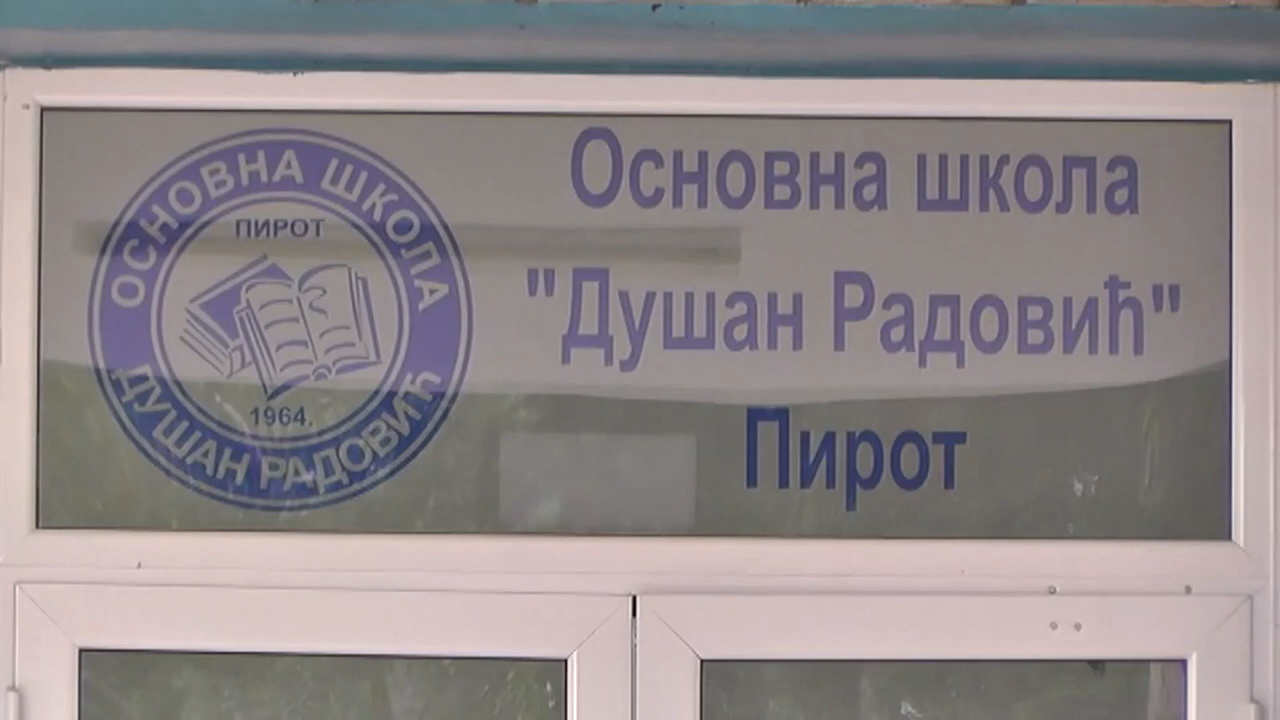 ОСНОВНА ШКОЛА
ПИРОТ
1964.
ДУШАН РАДОВИЋ
Основна школа
"Душан Радовић"
Пирот